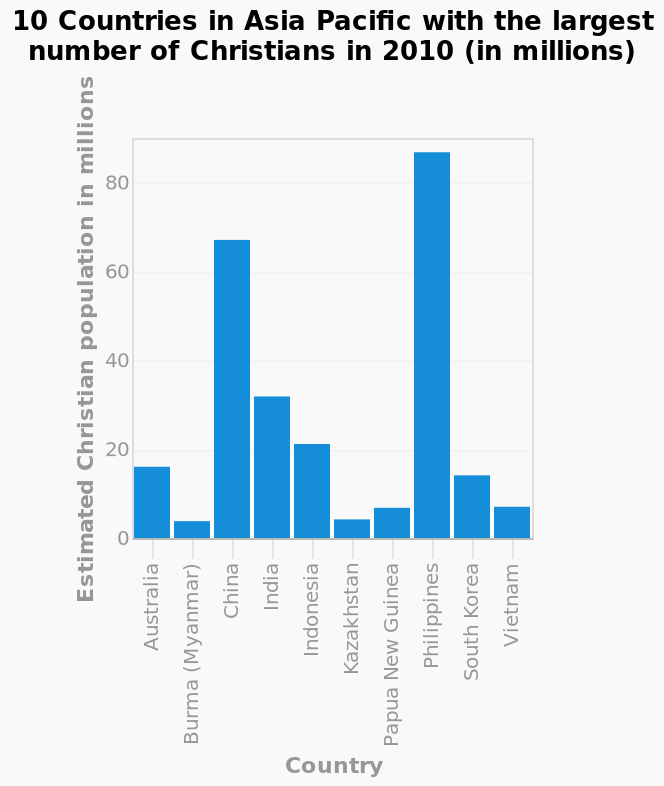 10 Countries in Asia Pacific with the largest
number of Christians in 2010 (in millions)
Estimated Christian population in millions
80
60
40
20
0
Australia
Burma (Myanmar)
China
India
Indonesia
Kazakhstan
Papua New Guinea
Philippines
South Korea
Vietnam
Country